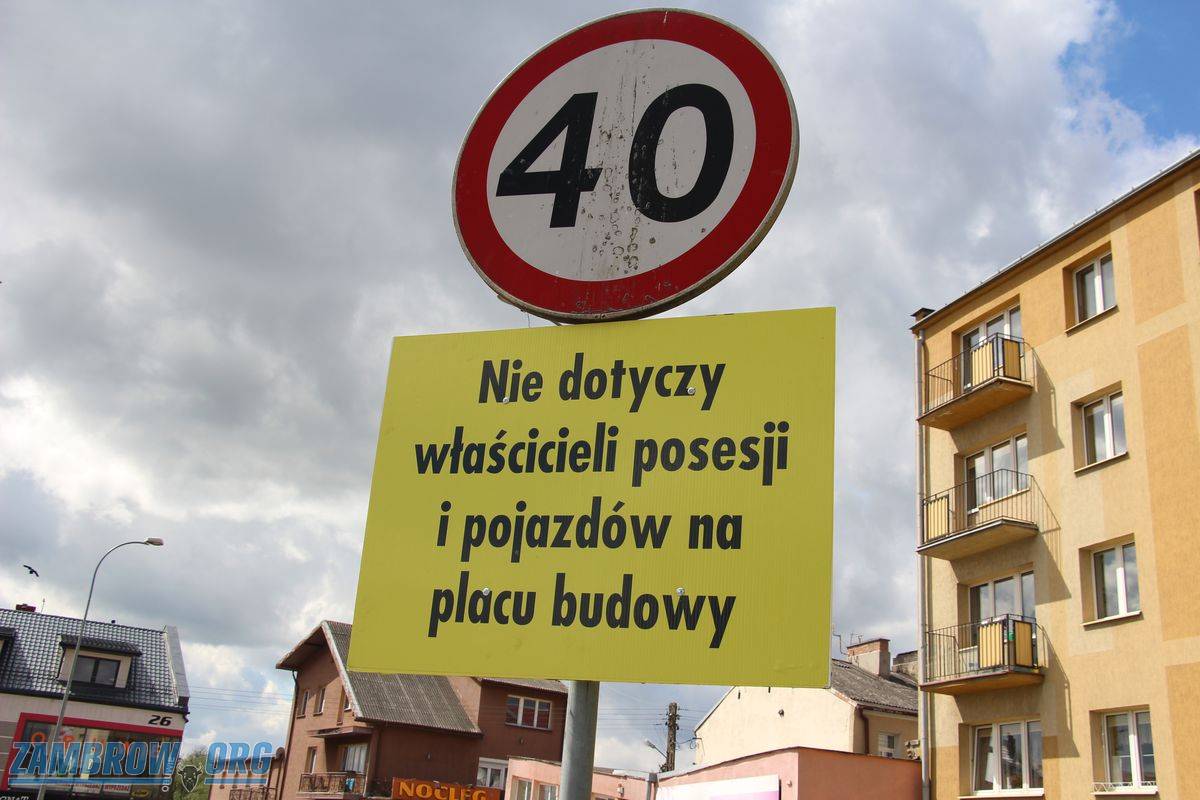 40
Nie dotyczy
właścicieli posesji
i pojazdów na
placu budowy
26
NOCLEG
ZAMBROW.ORG